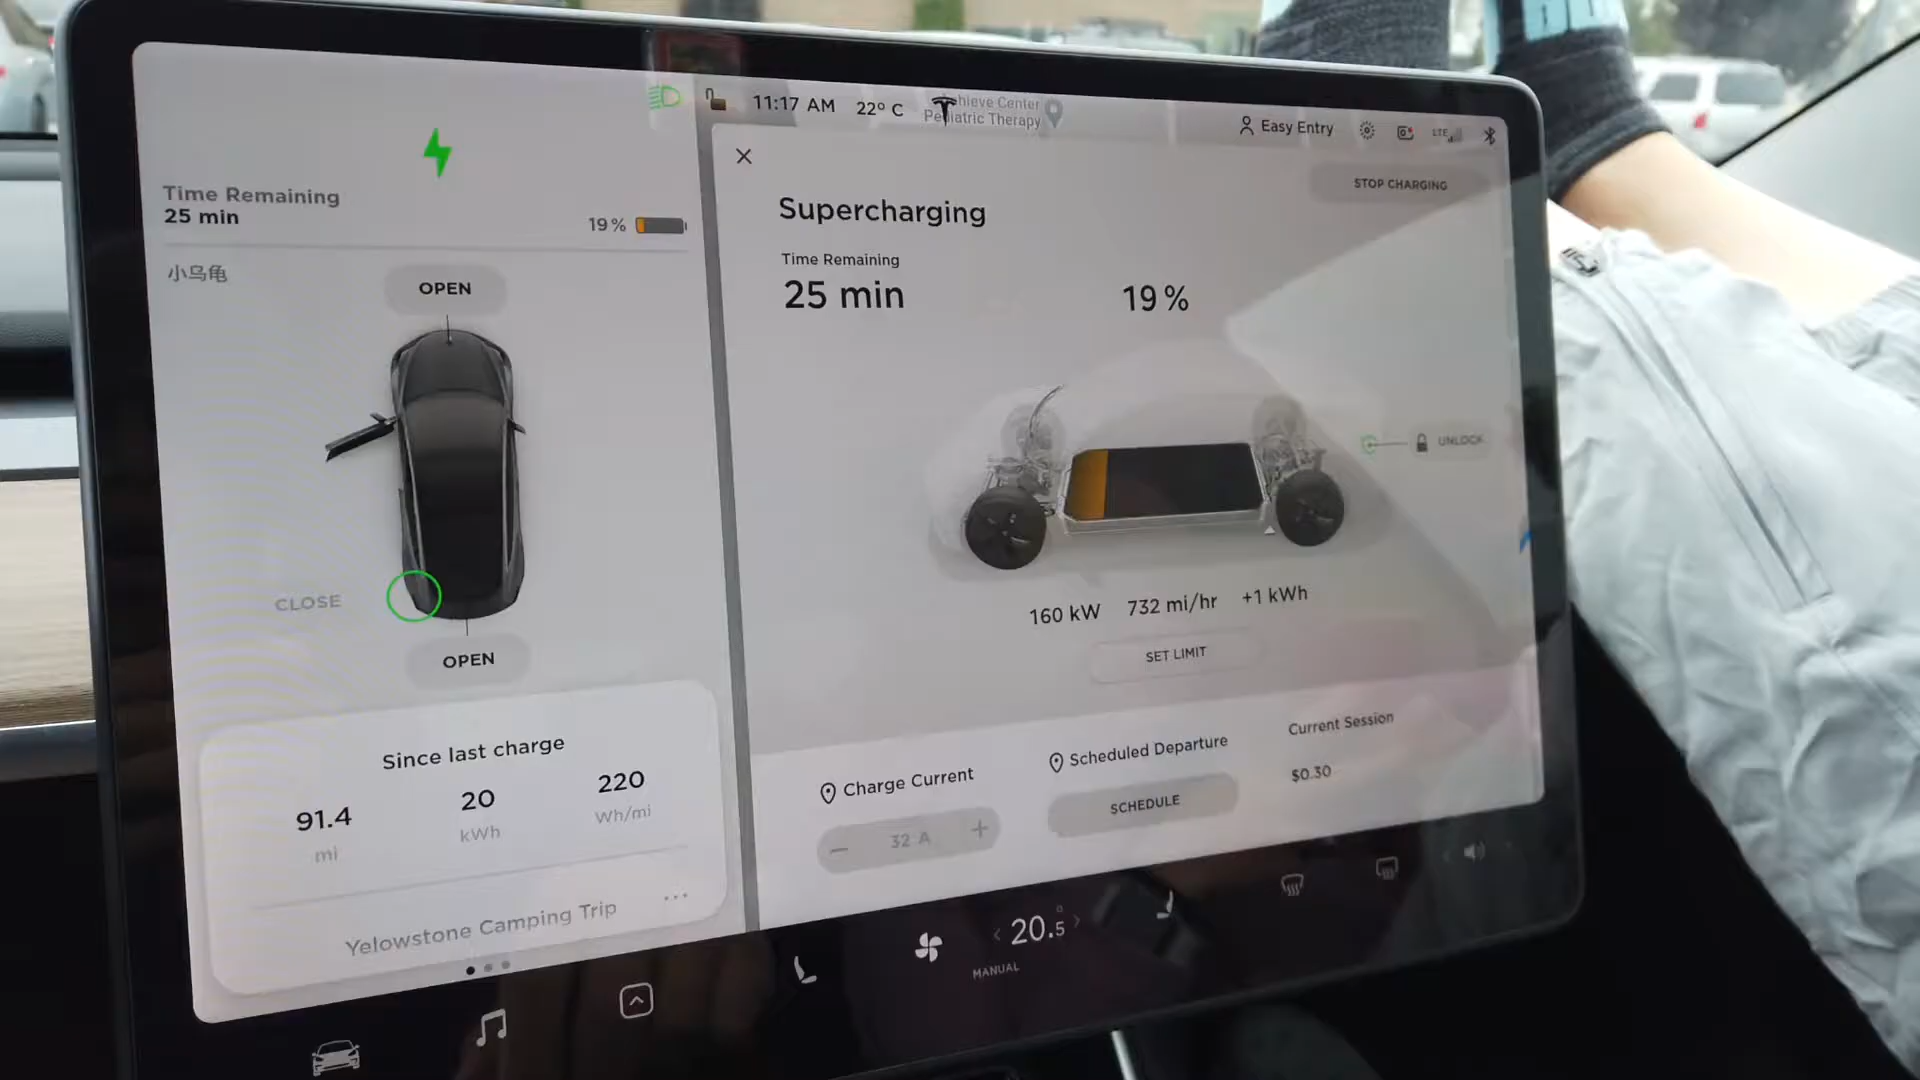 11:17 AM 22° C
Pediatric Therapy
Easy Entry
LTE
Time Remaining
25 min
19 %
小乌龟
OPEN
CLOSE
OPEN
Since last charge
91.4
mi
20
kWh
220
Wh/mi
Yelowstone Camping Trip
STOP CHARGING
Supercharging
Time Remaining
25 min
19 %
UNLOCK
160 kW 732 mi/hr +1 kWh
SET LIMIT
Charge Current
32 A
Scheduled Departure
SCHEDULE
Current Session
$0.30
20.5
MANUAL